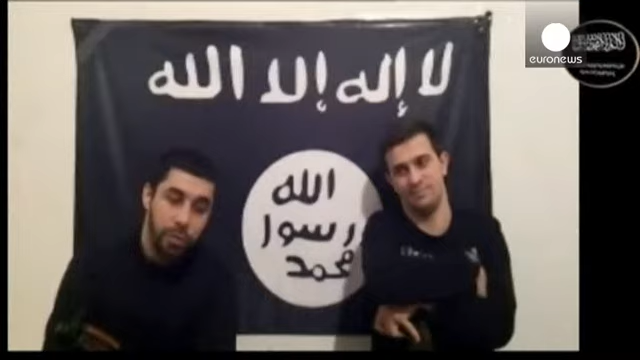 لا إله إلا الله
الله
رسول
محمد
euronews